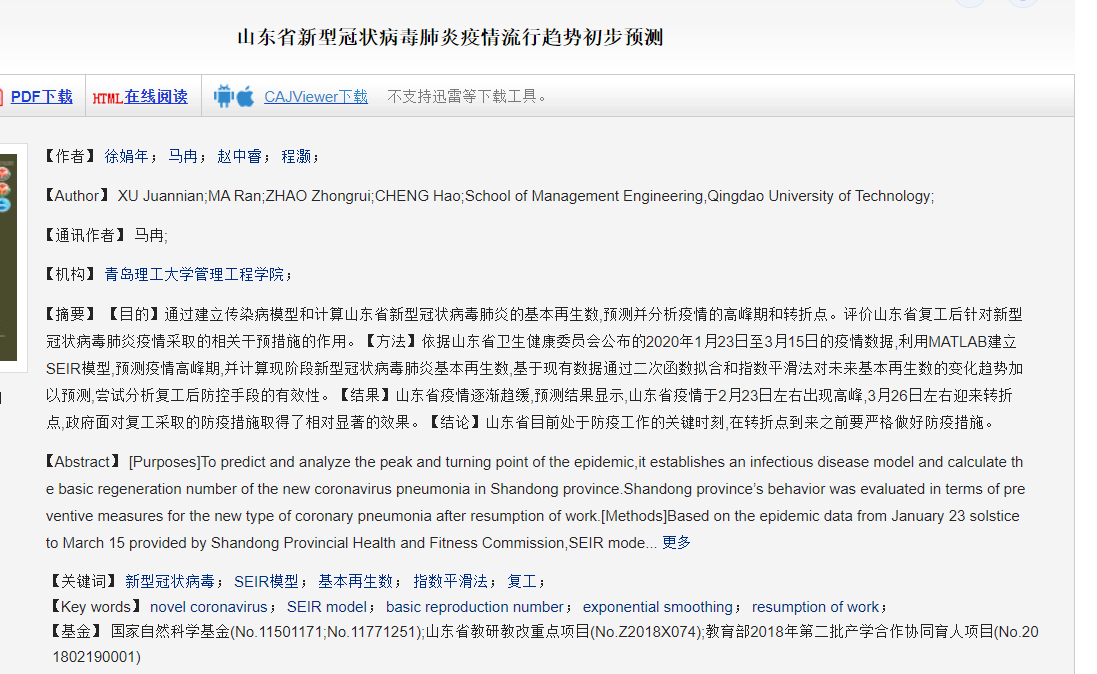 山东省新型冠状病毒肺炎疫情流行趋势初步预测
PDF下载 HTML在线阅读 CAJViewer下载 不支持迅雷等下载工具。
【作者】 徐娟年； 马冉； 赵中睿； 程灏；
【Author】 XU Juannian;MA Ran;ZHAO Zhongrui;CHENG Hao;School of Management Engineering,Qingdao University of Technology;
【通讯作者】 马冉;
【机构】 青岛理工大学管理工程学院；
【摘要】 【目的】通过建立传染病模型和计算山东省新型冠状病毒肺炎的基本再生数,预测并分析疫情的高峰期和转折点。评价山东省复工后针对新型
冠状病毒肺炎疫情采取的相关干预措施的作用。【方法】依据山东省卫生健康委员会公布的2020年1月23日至3月15日的疫情数据,利用MATLAB建立
SEIR模型,预测疫情高峰期,并计算现阶段新型冠状病毒肺炎基本再生数,基于现有数据通过二次函数拟合和指数平滑法对未来基本再生数的变化趋势加
以预测,尝试分析复工后防控手段的有效性。【结果】山东省疫情逐渐趋缓,预测结果显示,山东省疫情于2月23日左右出现高峰,3月26日左右迎来转折
点,政府面对复工采取的防疫措施取得了相对显著的效果。【结论】山东省目前处于防疫工作的关键时刻,在转折点到来之前要严格做好防疫措施。
【Abstract】 [Purposes]To predict and analyze the peak and turning point of the epidemic,it establishes an infectious disease model and calculate th
e basic regeneration number of the new coronavirus pneumonia in Shandong province.Shandong province's behavior was evaluated in terms of pre
ventive measures for the new type of coronary pneumonia after resumption of work.[Methods]Based on the epidemic data from January 23 solstice
to March 15 provided by Shandong Provincial Health and Fitness Commission,SEIR mode... 更多
【关键词】 新型冠状病毒； SEIR模型； 基本再生数； 指数平滑法； 复工；
【Key words】 novel coronavirus； SEIR model； basic reproduction number； exponential smoothing； resumption of work；
【基金】 国家自然科学基金(No.11501171;No.11771251);山东省教研教改重点项目(No.Z2018X074);教育部2018年第二批产学合作协同育人项目(No.20
1802190001)